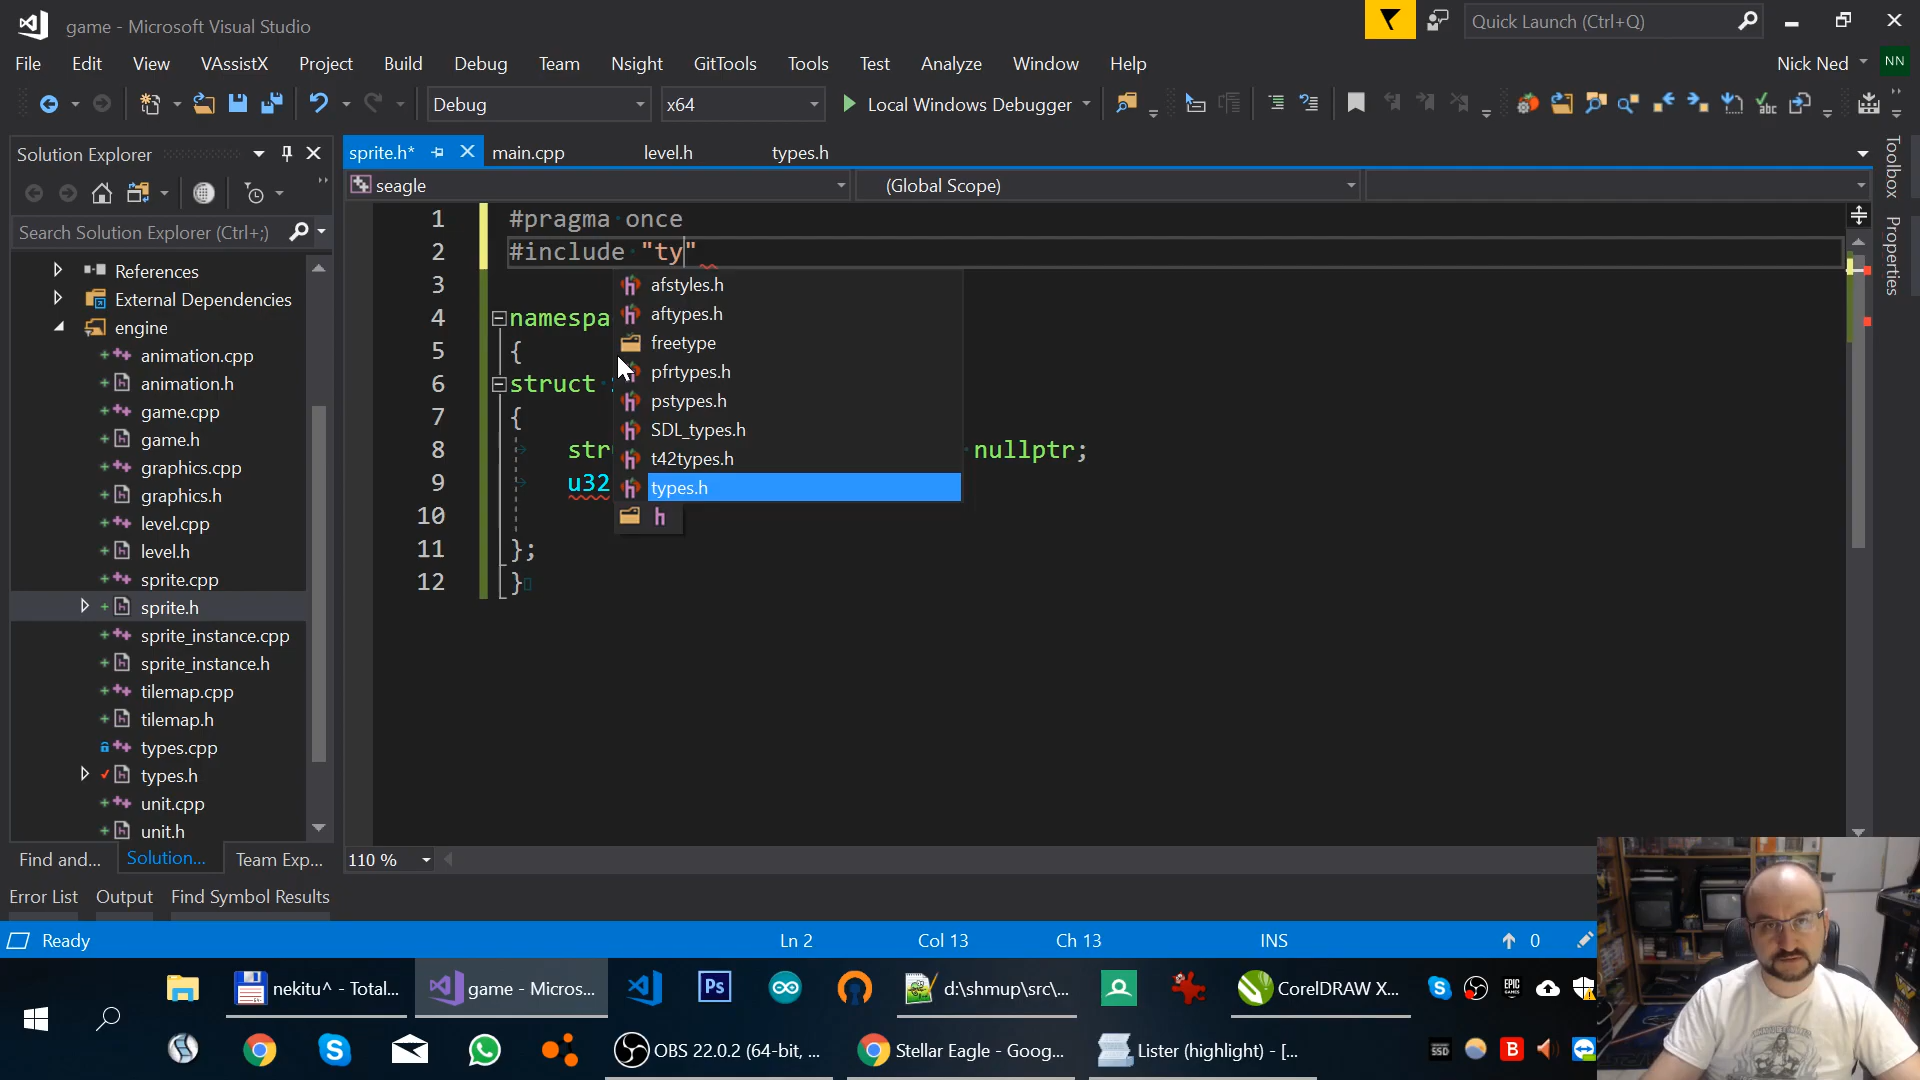 game - Microsoft Visual Studio
Quick Launch (Ctrl+Q)
File Edit View VAssistX Project Build Debug Team Nsight GitTools Tools Test Analyze Window Help
Nick Ned NN
Debug x64 Local Windows Debugger
Solution Explorer
sprite.h* main.cpp level.h types.h
Toolbox
Properties
seagle (Global Scope)
Search Solution Explorer (Ctrl+;)
References
External Dependencies
engine
animation.cpp
animation.h
game.cpp
game.h
graphics.cpp
graphics.h
level.cpp
level.h
sprite.cpp
sprite.h
sprite_instance.cpp
sprite_instance.h
tilemap.cpp
tilemap.h
types.cpp
types.h
unit.cpp
unit.h
1 #pragma once
2 #include "ty"
3
4 namespa
5 {
6 struct
7 {
8 str nullptr;
9 u32
10
11 };
12 }
afstyles.h
aftypes.h
freetype
pfrtypes.h
pstypes.h
SDL_types.h
t42types.h
types.h
h
Find and... Solution... Team Exp...
110 %
Error List Output Find Symbol Results
Ready Ln 2 Col 13 Ch 13 INS 0
nekitu^ - Total... game - Micros... Ps d:\shmup\src\... CorelDRAW X...
EPIC GAMES
OBS 22.0.2 (64-bit, ... Stellar Eagle - Goog... Lister (highlight) - [...
SSD B